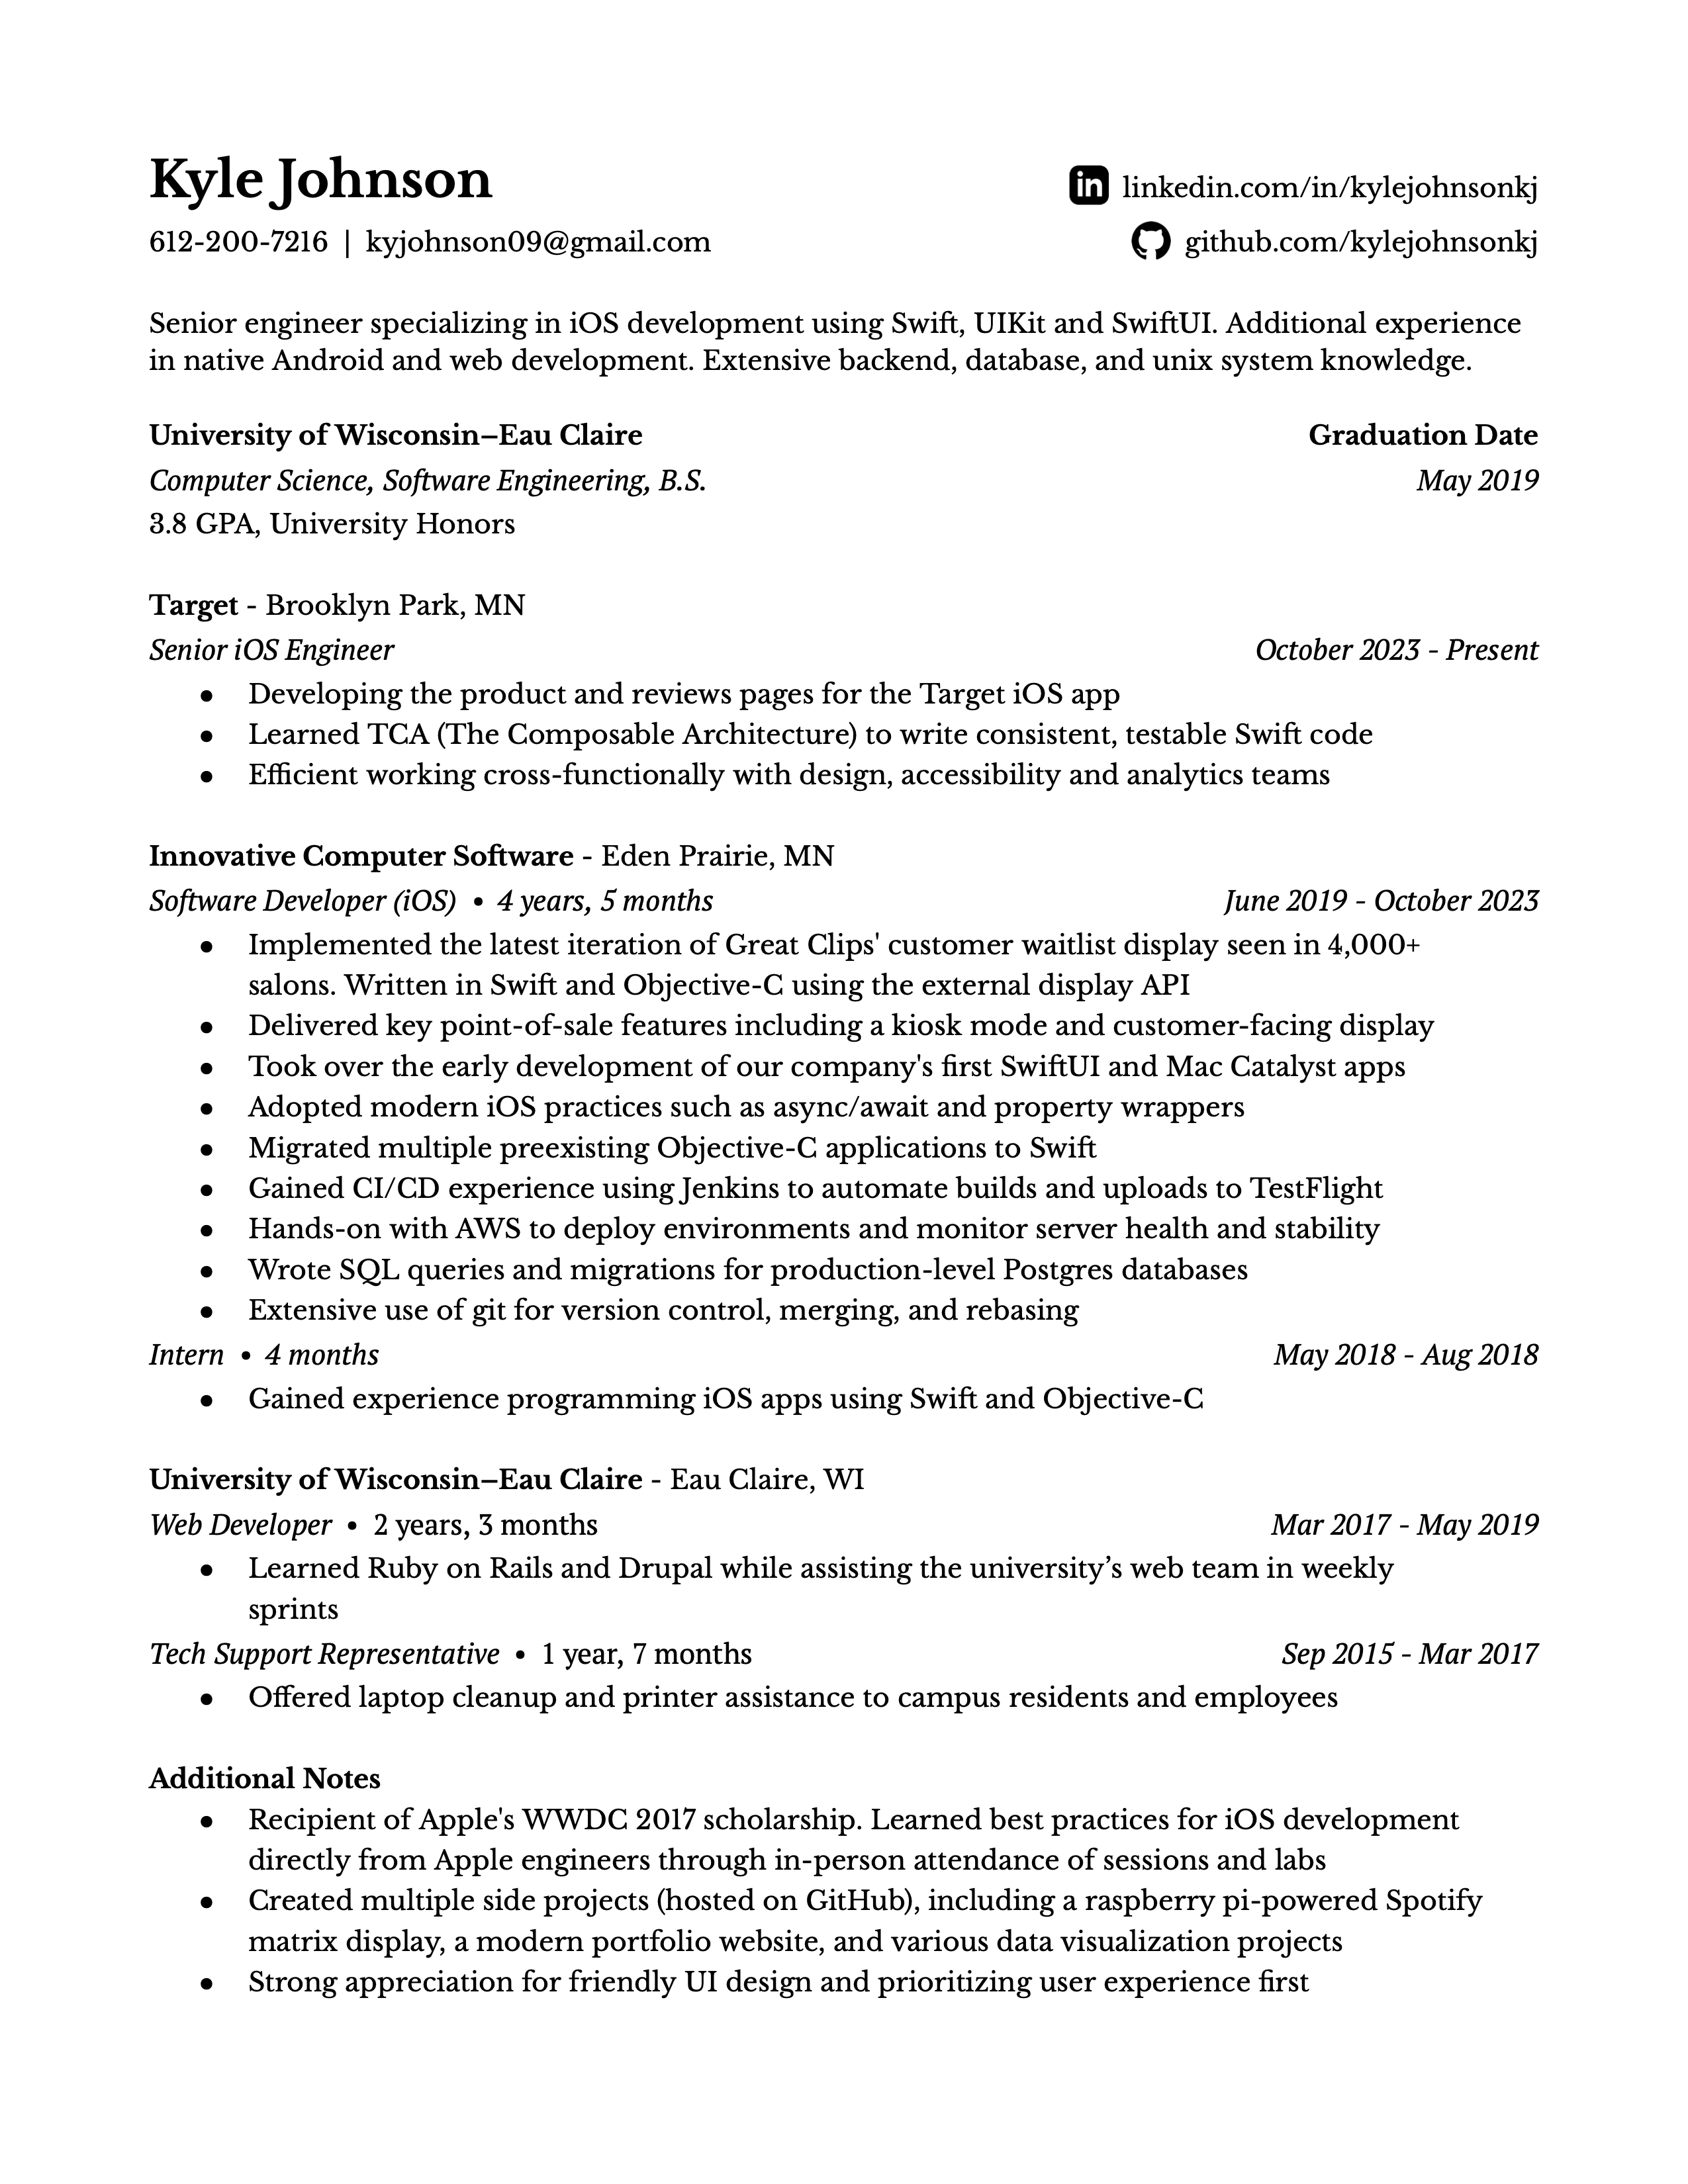 Kyle Johnson
linkedin.com/in/kylejohnsonkj
612-200-7216 | kyjohnson09@gmail.com
github.com/kylejohnsonkj
Senior engineer specializing in iOS development using Swift, UIKit and SwiftUI. Additional experience
in native Android and web development. Extensive backend, database, and unix system knowledge.
University of Wisconsin–Eau Claire Graduation Date
Computer Science, Software Engineering, B.S. May 2019
3.8 GPA, University Honors
Target - Brooklyn Park, MN
Senior iOS Engineer October 2023 - Present
● Developing the product and reviews pages for the Target iOS app
● Learned TCA (The Composable Architecture) to write consistent, testable Swift code
● Efficient working cross-functionally with design, accessibility and analytics teams
Innovative Computer Software - Eden Prairie, MN
Software Developer (iOS) • 4 years, 5 months June 2019 - October 2023
● Implemented the latest iteration of Great Clips' customer waitlist display seen in 4,000+
salons. Written in Swift and Objective-C using the external display API
● Delivered key point-of-sale features including a kiosk mode and customer-facing display
● Took over the early development of our company's first SwiftUI and Mac Catalyst apps
● Adopted modern iOS practices such as async/await and property wrappers
● Migrated multiple preexisting Objective-C applications to Swift
● Gained CI/CD experience using Jenkins to automate builds and uploads to TestFlight
● Hands-on with AWS to deploy environments and monitor server health and stability
● Wrote SQL queries and migrations for production-level Postgres databases
● Extensive use of git for version control, merging, and rebasing
Intern • 4 months May 2018 - Aug 2018
● Gained experience programming iOS apps using Swift and Objective-C
University of Wisconsin–Eau Claire - Eau Claire, WI
Web Developer • 2 years, 3 months Mar 2017 - May 2019
● Learned Ruby on Rails and Drupal while assisting the university’s web team in weekly
sprints
Tech Support Representative • 1 year, 7 months Sep 2015 - Mar 2017
● Offered laptop cleanup and printer assistance to campus residents and employees
Additional Notes
● Recipient of Apple's WWDC 2017 scholarship. Learned best practices for iOS development
directly from Apple engineers through in-person attendance of sessions and labs
● Created multiple side projects (hosted on GitHub), including a raspberry pi-powered Spotify
matrix display, a modern portfolio website, and various data visualization projects
● Strong appreciation for friendly UI design and prioritizing user experience first